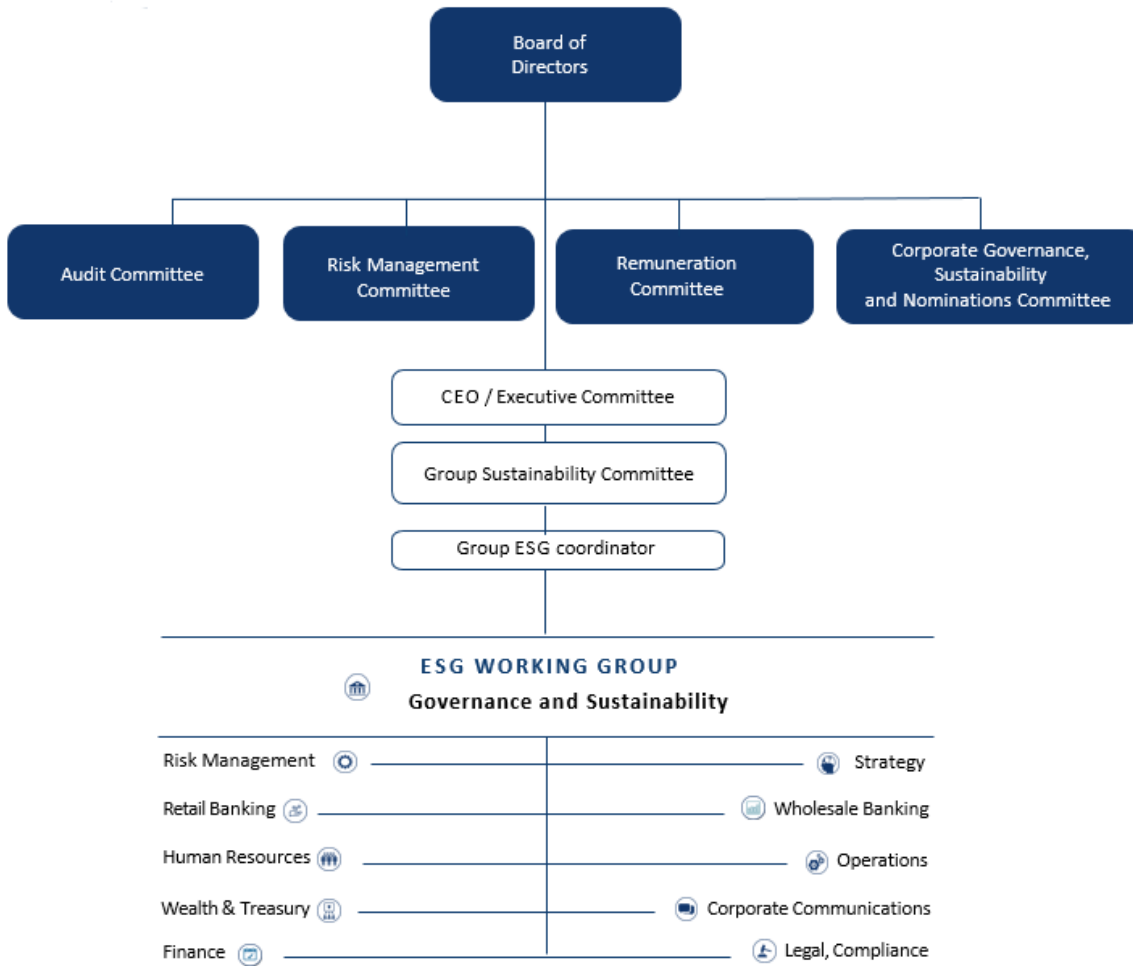 Board of
Directors
Audit Committee
Risk Management
Committee
Remuneration
Committee
Corporate Governance,
Sustainability
and Nominations Committee
CEO / Executive Committee
Group Sustainability Committee
Group ESG coordinator
ESG WORKING GROUP
Governance and Sustainability
Risk Management
Strategy
Retail Banking
Wholesale Banking
Human Resources
Operations
Wealth & Treasury
Corporate Communications
Finance
Legal, Compliance